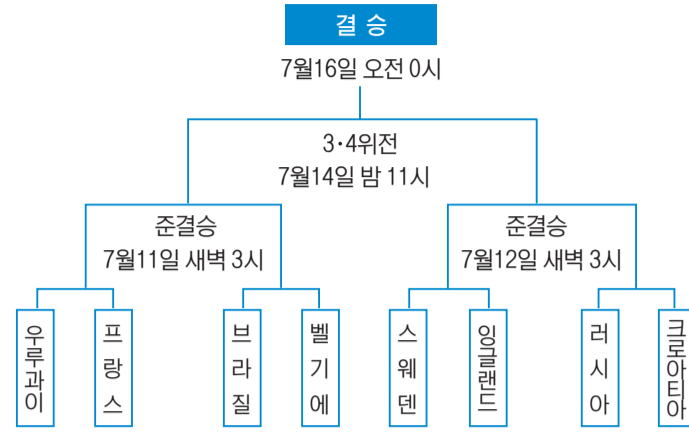 결 승
7월16일 오전 0시
3·4위전
7월14일 밤 11시
준결승
7월11일 새벽 3시
준결승
7월12일 새벽 3시
우루과이
프랑스
브라질
벨기에
스웨덴
잉글랜드
러시아
크로아티아